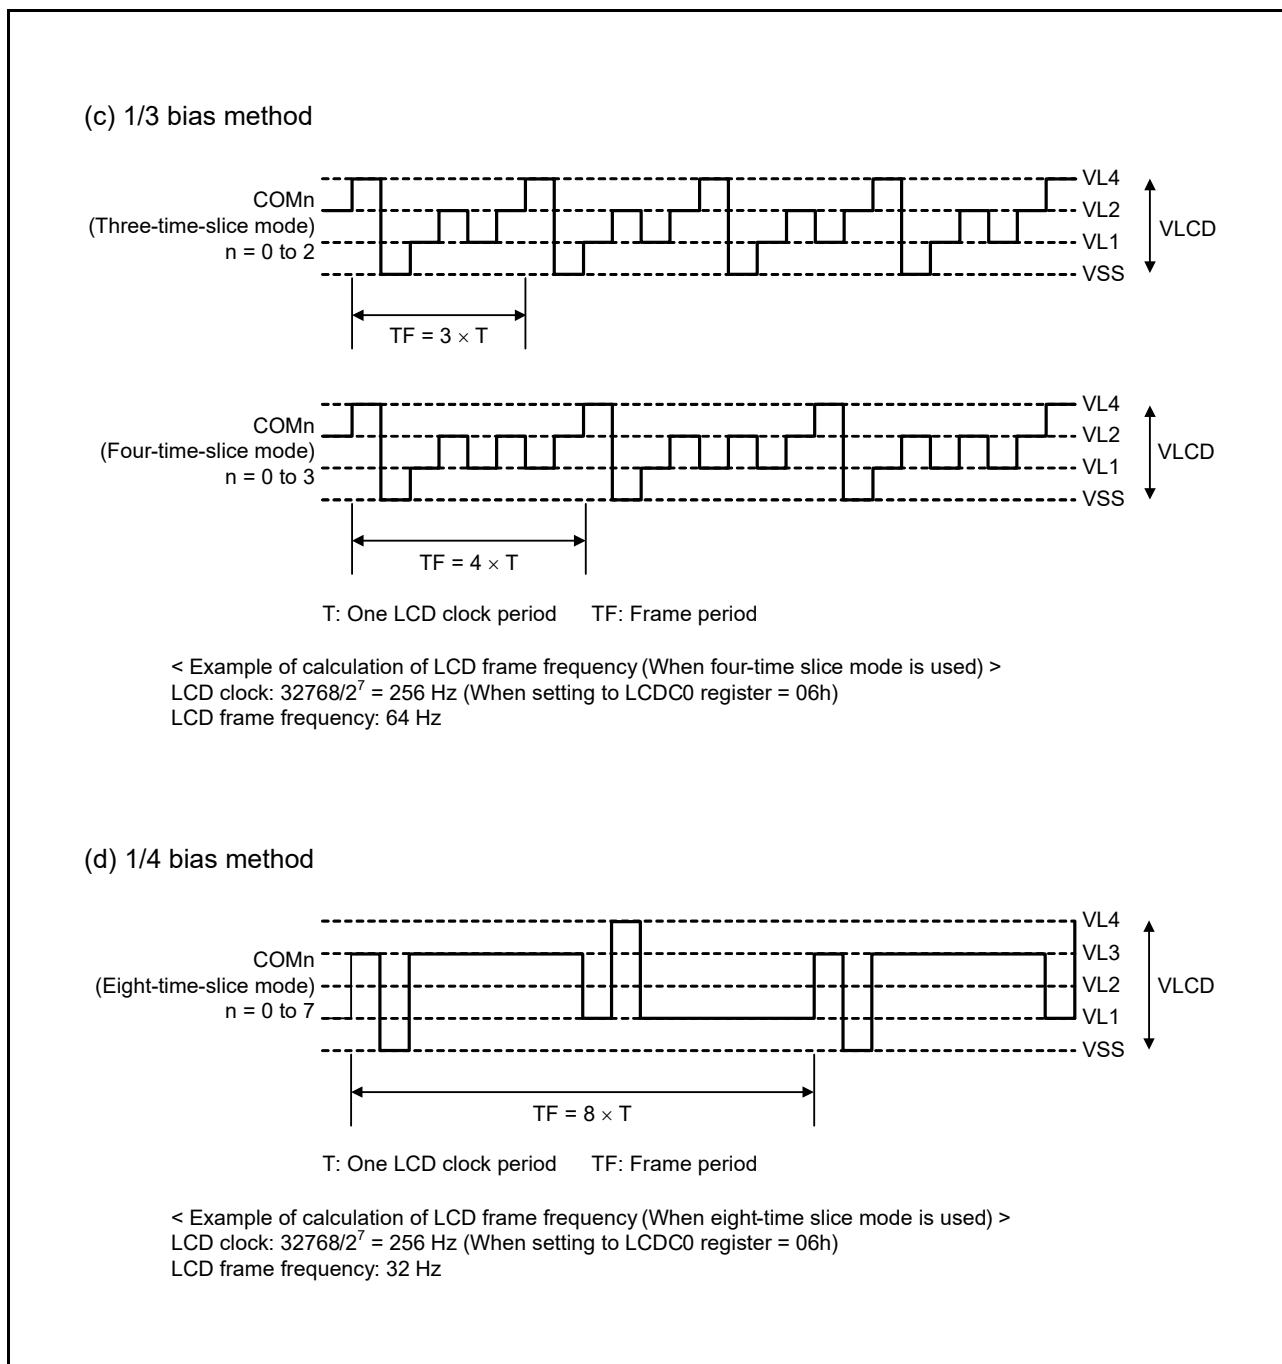 (c) 1/3 bias method
COMn
(Three-time-slice mode)
n = 0 to 2
VL4
VL2
VL1
VSS
VLCD
TF = 3 × T
COMn
(Four-time-slice mode)
n = 0 to 3
VL4
VL2
VL1
VSS
VLCD
TF = 4 × T
T: One LCD clock period TF: Frame period
< Example of calculation of LCD frame frequency (When four-time slice mode is used) >
LCD clock: 32768/2⁷ = 256 Hz (When setting to LCDC0 register = 06h)
LCD frame frequency: 64 Hz
(d) 1/4 bias method
COMn
(Eight-time-slice mode)
n = 0 to 7
VL4
VL3
VL2
VL1
VSS
VLCD
TF = 8 × T
T: One LCD clock period TF: Frame period
< Example of calculation of LCD frame frequency (When eight-time slice mode is used) >
LCD clock: 32768/2⁷ = 256 Hz (When setting to LCDC0 register = 06h)
LCD frame frequency: 32 Hz